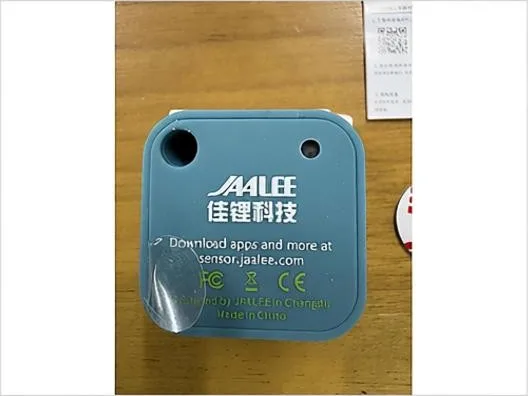 JAALEE
佳锂科技
Download apps and more at
sensor.jaalee.com
FC CE
by JAALEE in Chengdu
Made in China